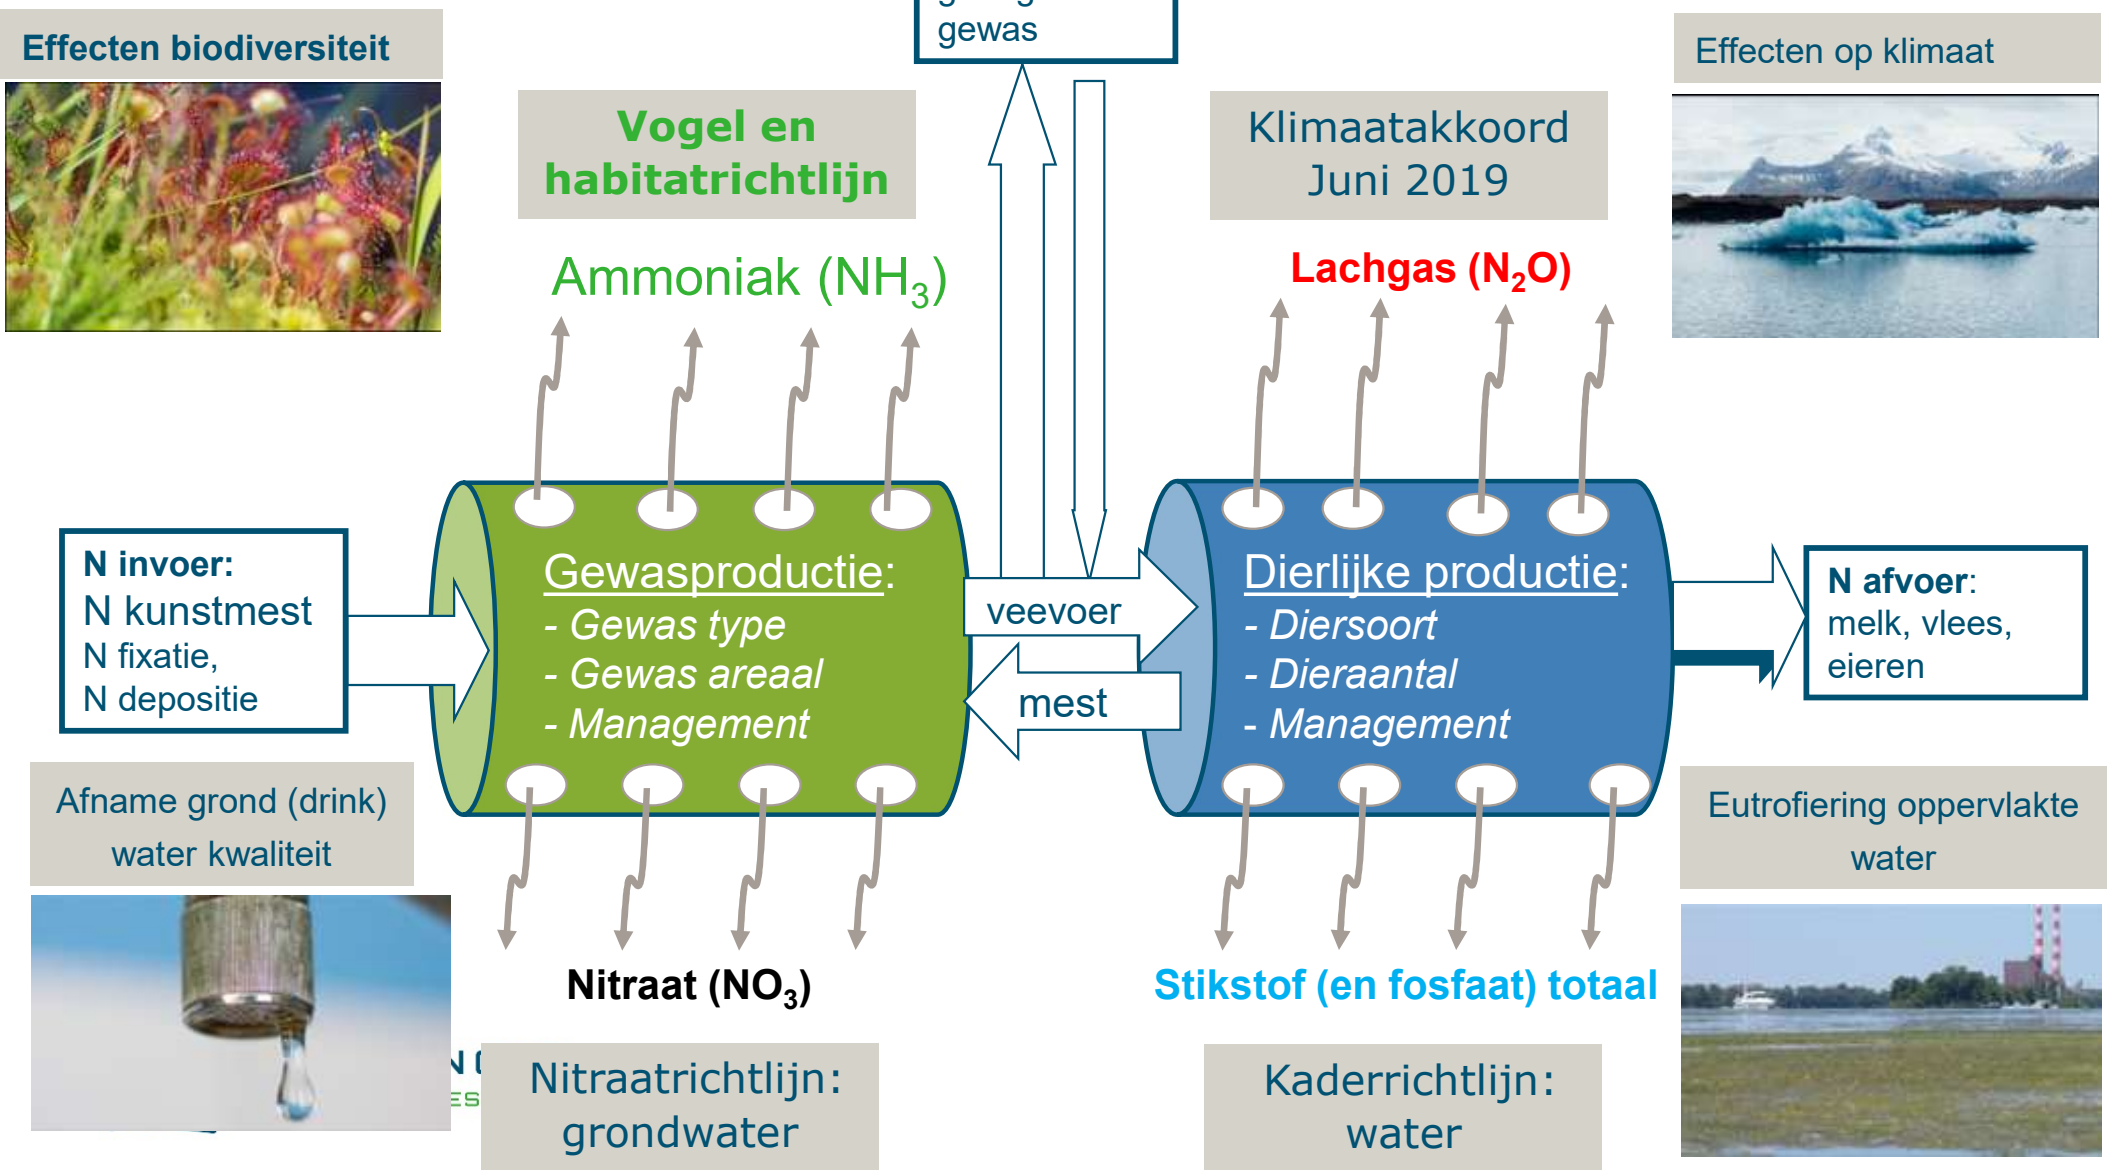 gewas
Effecten biodiversiteit
Effecten op klimaat
Vogel en
habitatrichtlijn
Klimaatakkoord
Juni 2019
Ammoniak (NH₃)
Lachgas (N₂O)
N invoer:
N kunstmest
N fixatie,
N depositie
Gewasproductie:
- Gewas type
- Gewas areaal
- Management
veevoer
mest
Dierlijke productie:
- Diersoort
- Dieraantal
- Management
N afvoer:
melk, vlees,
eieren
Afname grond (drink)
water kwaliteit
Eutrofiering oppervlakte
water
Nitraat (NO₃)
Stikstof (en fosfaat) totaal
Nitraatrichtlijn:
grondwater
Kaderrichtlijn:
water